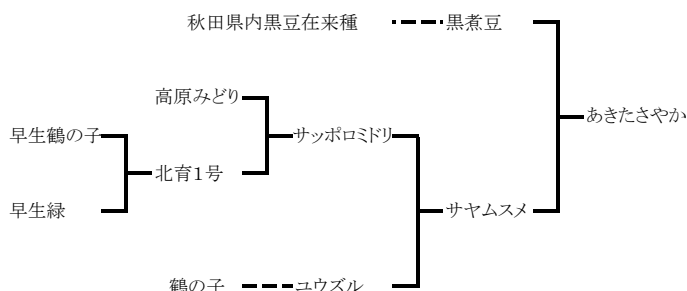 秋田県内黒豆在来種
黒煮豆
高原みどり
あきたさやか
早生鶴の子
サッポロミドリ
北育1号
早生緑
サヤムスメ
鶴の子
ユウズル